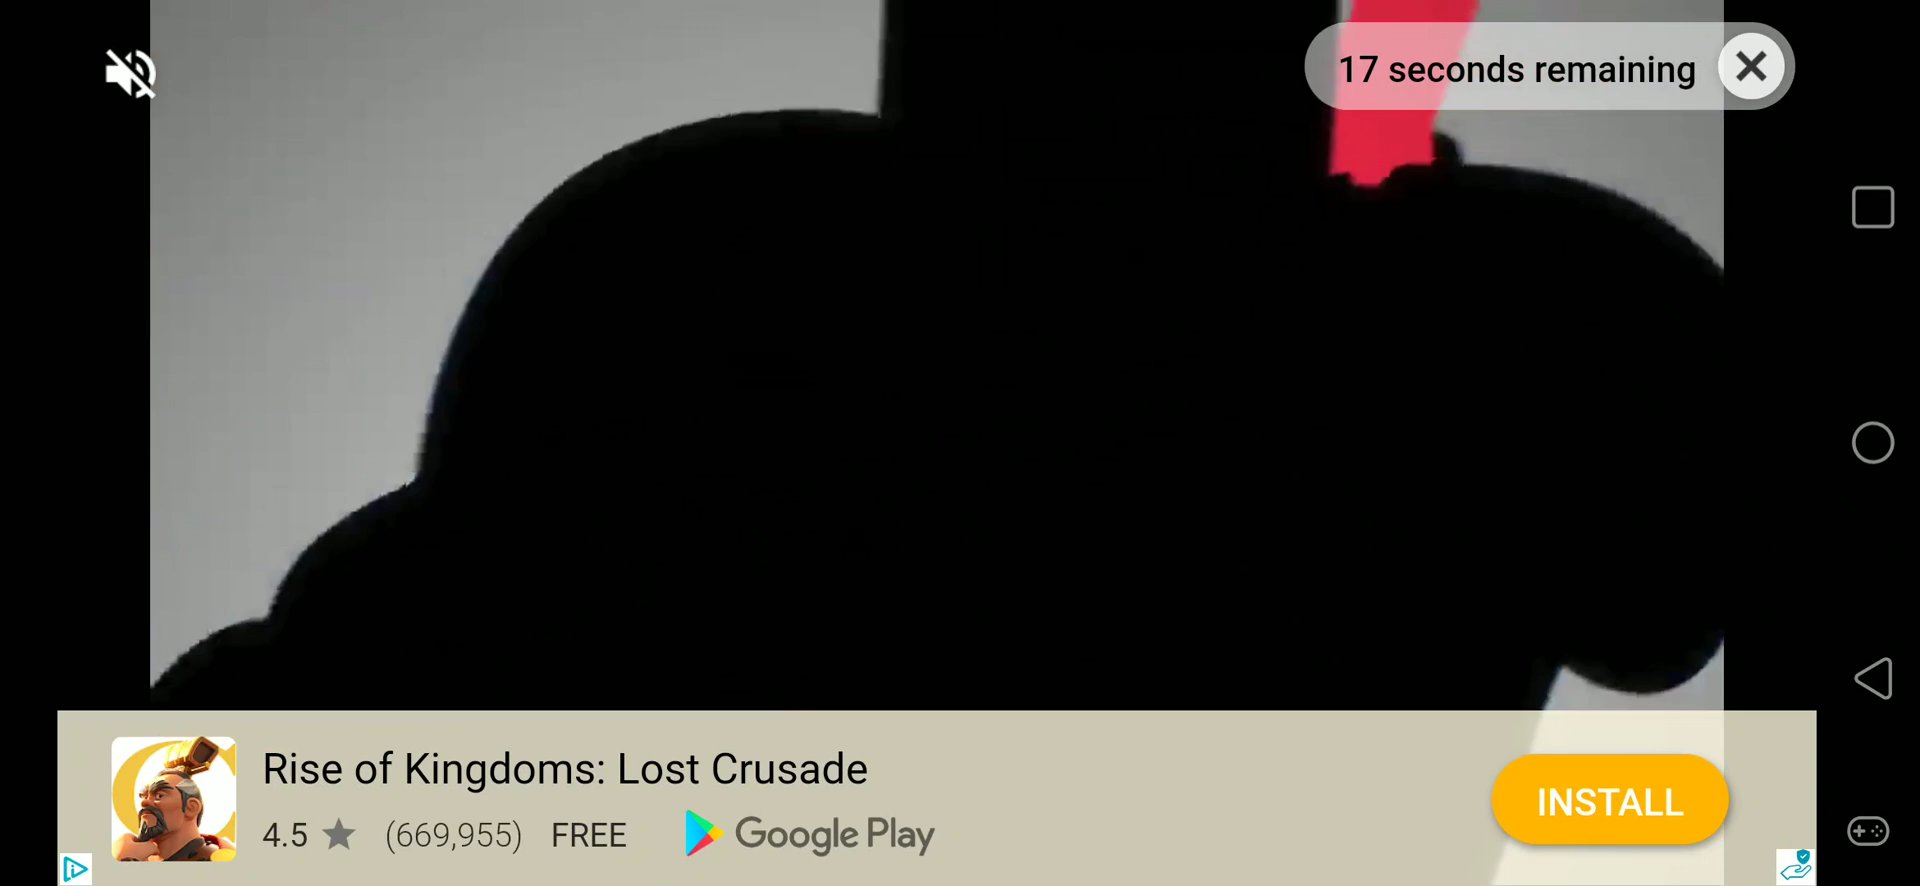 17 seconds remaining
Rise of Kingdoms: Lost Crusade
4.5 ★ (669,955) FREE Google Play
INSTALL